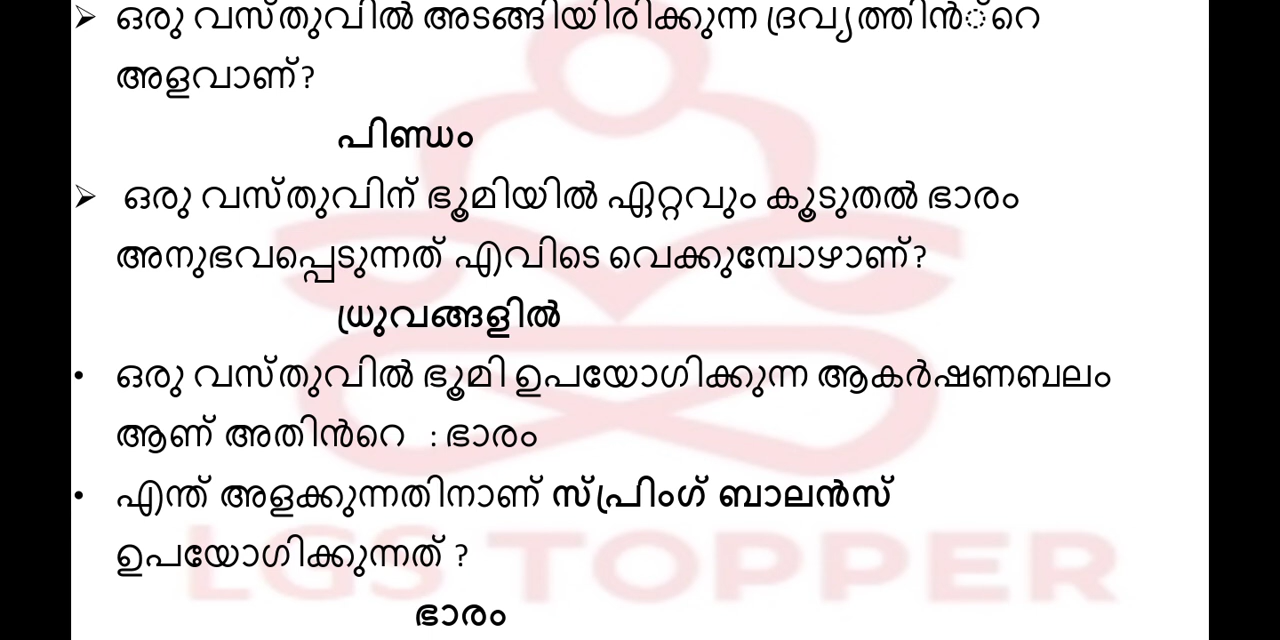 ➢ ഒരു വസ്തുവിൽ അടങ്ങിയിരിക്കുന്ന ദ്രവ്യത്തിൻ്റെ
അളവാണ്?
പിണ്ഡം
➢ ഒരു വസ്തുവിന് ഭൂമിയിൽ ഏറ്റവും കൂടുതൽ ഭാരം
അനുഭവപ്പെടുന്നത് എവിടെ വെക്കുമ്പോഴാണ്?
ധ്രുവങ്ങളിൽ
• ഒരു വസ്തുവിൽ ഭൂമി ഉപയോഗിക്കുന്ന ആകർഷണബലം
ആണ് അതിൻറെ : ഭാരം
• എന്ത് അളക്കുന്നതിനാണ് സ്പ്രിംഗ് ബാലൻസ്
ഉപയോഗിക്കുന്നത് ?
ഭാരം
LGS TOPPER